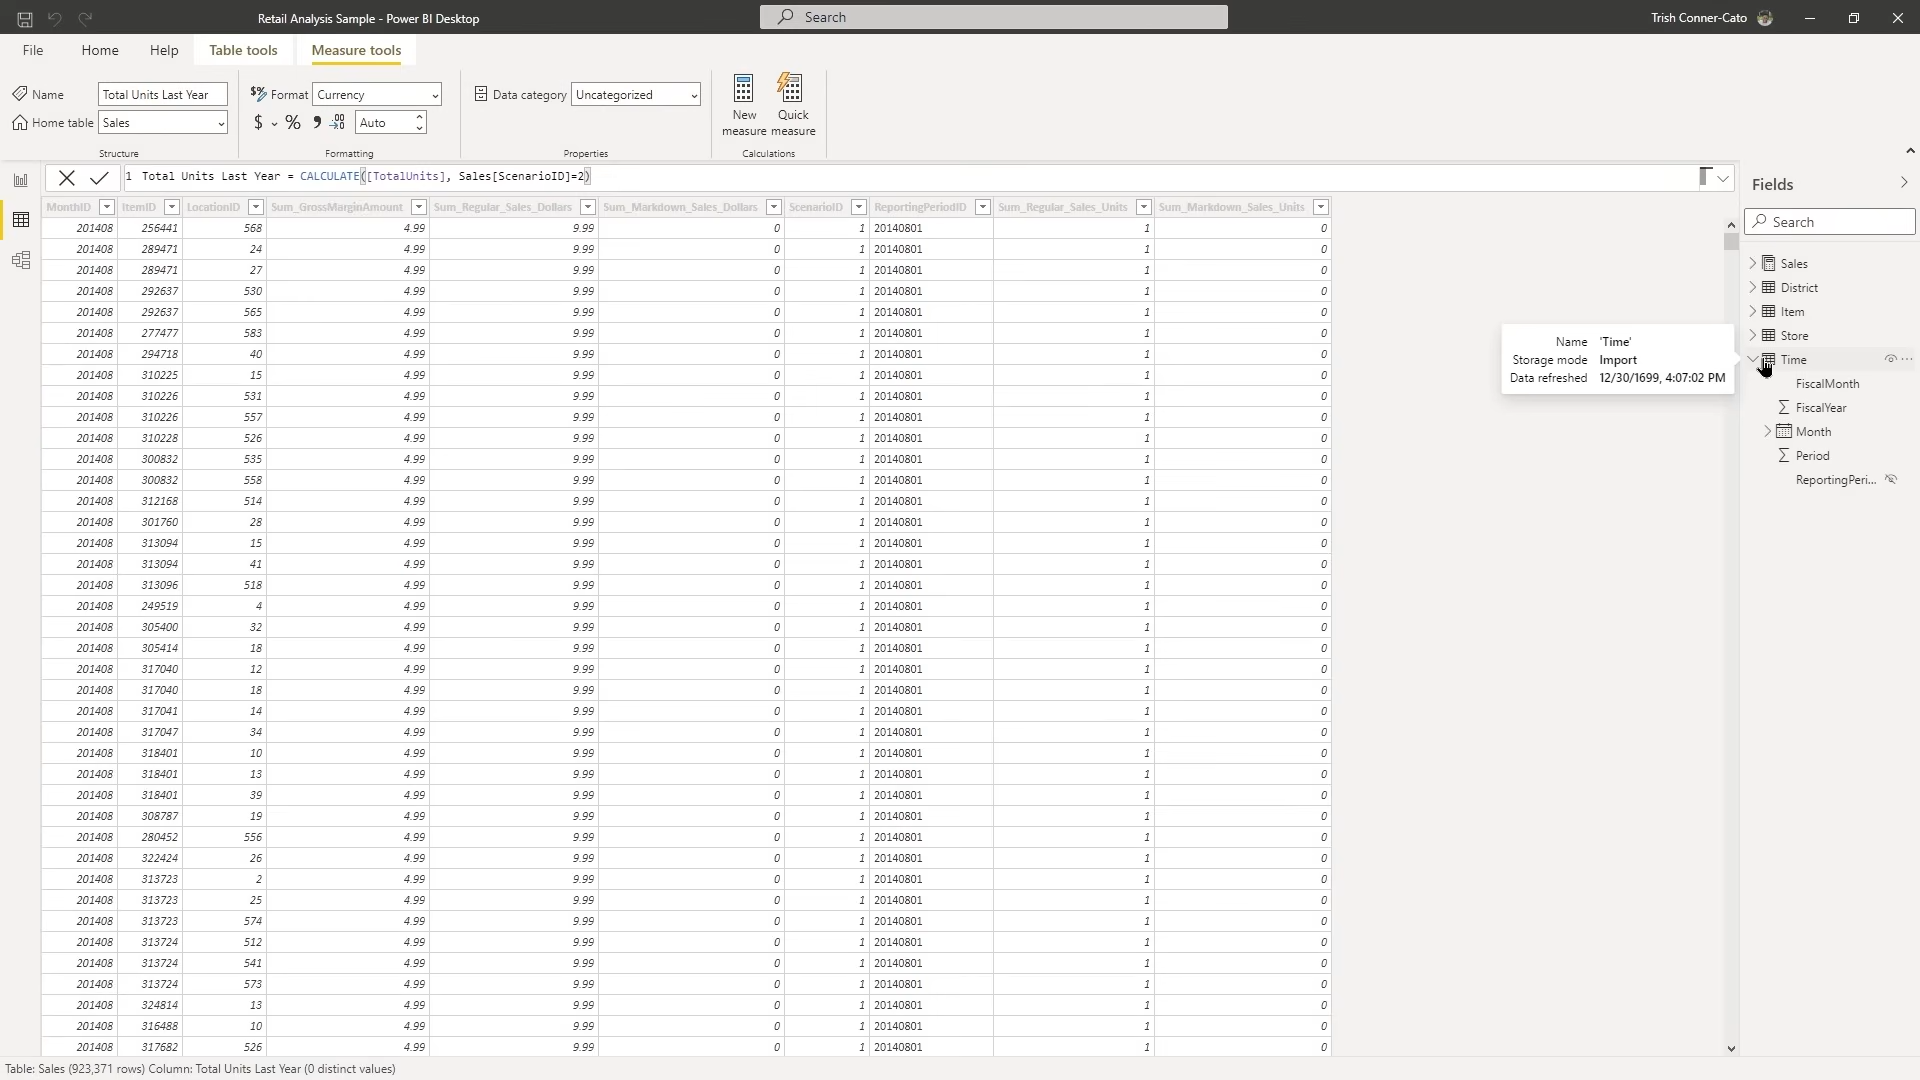 Retail Analysis Sample - Power BI Desktop
Search
Trish Conner-Cato
File Home Help Table tools Measure tools
Name Total Units Last Year
Home table Sales
Structure
$% Format Currency
$ % 9 Auto
Formatting
Data category Uncategorized
Properties
New measure
Quick measure
Calculations
1 Total Units Last Year = CALCULATE([TotalUnits], Sales[ScenarioID]=2)
MonthID ItemID LocationID Sum_GrossMarginAmount Sum_Regular_Sales_Dollars Sum_Markdown_Sales_Dollars ScenarioID ReportingPeriodID Sum_Regular_Sales_Units Sum_Markdown_Sales_Units
201408 256441 568 4.99 9.99 0 1 20140801 1 0
201408 289471 24 4.99 9.99 0 1 20140801 1 0
201408 289471 27 4.99 9.99 0 1 20140801 1 0
201408 292637 530 4.99 9.99 0 1 20140801 1 0
201408 292637 565 4.99 9.99 0 1 20140801 1 0
201408 277477 583 4.99 9.99 0 1 20140801 1 0
201408 294718 40 4.99 9.99 0 1 20140801 1 0
201408 310225 15 4.99 9.99 0 1 20140801 1 0
201408 310226 531 4.99 9.99 0 1 20140801 1 0
201408 310226 557 4.99 9.99 0 1 20140801 1 0
201408 310228 526 4.99 9.99 0 1 20140801 1 0
201408 300832 535 4.99 9.99 0 1 20140801 1 0
201408 300832 558 4.99 9.99 0 1 20140801 1 0
201408 312168 514 4.99 9.99 0 1 20140801 1 0
201408 301760 28 4.99 9.99 0 1 20140801 1 0
201408 313094 15 4.99 9.99 0 1 20140801 1 0
201408 313094 41 4.99 9.99 0 1 20140801 1 0
201408 313096 518 4.99 9.99 0 1 20140801 1 0
201408 249519 4 4.99 9.99 0 1 20140801 1 0
201408 305400 32 4.99 9.99 0 1 20140801 1 0
201408 305414 18 4.99 9.99 0 1 20140801 1 0
201408 317040 12 4.99 9.99 0 1 20140801 1 0
201408 317040 18 4.99 9.99 0 1 20140801 1 0
201408 317041 14 4.99 9.99 0 1 20140801 1 0
201408 317047 34 4.99 9.99 0 1 20140801 1 0
201408 318401 10 4.99 9.99 0 1 20140801 1 0
201408 318401 13 4.99 9.99 0 1 20140801 1 0
201408 318401 39 4.99 9.99 0 1 20140801 1 0
201408 308787 19 4.99 9.99 0 1 20140801 1 0
201408 280452 556 4.99 9.99 0 1 20140801 1 0
201408 322424 26 4.99 9.99 0 1 20140801 1 0
201408 313723 2 4.99 9.99 0 1 20140801 1 0
201408 313723 25 4.99 9.99 0 1 20140801 1 0
201408 313723 574 4.99 9.99 0 1 20140801 1 0
201408 313724 512 4.99 9.99 0 1 20140801 1 0
201408 313724 541 4.99 9.99 0 1 20140801 1 0
201408 313724 573 4.99 9.99 0 1 20140801 1 0
201408 324814 13 4.99 9.99 0 1 20140801 1 0
201408 316488 10 4.99 9.99 0 1 20140801 1 0
201408 317682 526 4.99 9.99 0 1 20140801 1 0
Name 'Time'
Storage mode Import
Data refreshed 12/30/1699, 4:07:02 PM
Fields
Search
Sales
District
Item
Store
Time
FiscalMonth
FiscalYear
Month
Period
ReportingPeri...
Table: Sales (923,371 rows) Column: Total Units Last Year (0 distinct values)